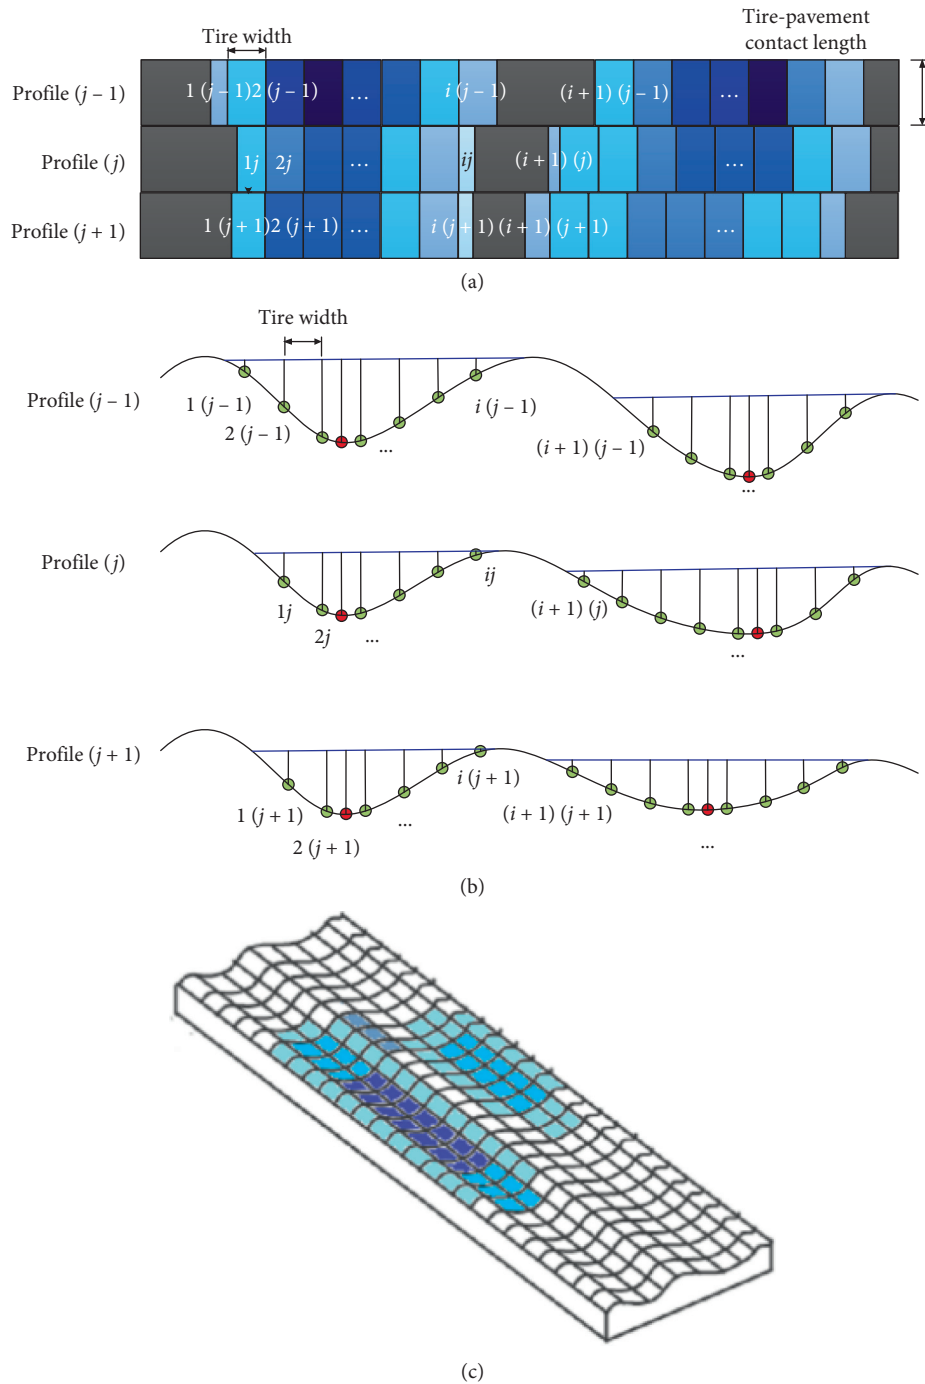 Tire width
Tire-pavement
contact length
Profile (j – 1)
1 (j – 1)2 (j – 1)
...
i (j – 1)
(i + 1) (j – 1)
...
Profile (j)
1j
2j
...
ij
(i + 1) (j)
...
Profile (j + 1)
1 (j + 1)2 (j + 1)
...
i (j + 1) (i + 1) (j + 1)
...
(a)
Tire width
Profile (j – 1)
1 (j – 1)
2 (j – 1)
...
i (j – 1)
(i + 1) (j – 1)
...
Profile (j)
1j
2j
...
ij
(i + 1) (j)
...
Profile (j + 1)
1 (j + 1)
2 (j + 1)
...
i (j + 1)
(i + 1) (j + 1)
...
(b)
(c)